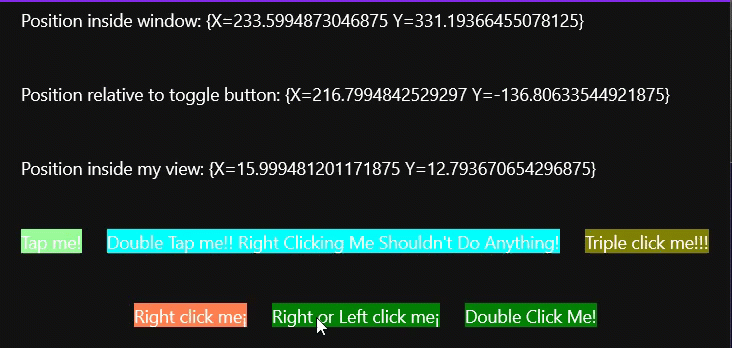 Position inside window: {X=233.5994873046875 Y=331.19366455078125}
Position relative to toggle button: {X=216.7994842529297 Y=-136.80633544921875}
Position inside my view: {X=15.999481201171875 Y=12.793670654296875}
Tap me! Double Tap me!! Right Clicking Me Shouldn't Do Anything! Triple click me!!!
Right click me¡ Right or Left click me¡ Double Click Me!